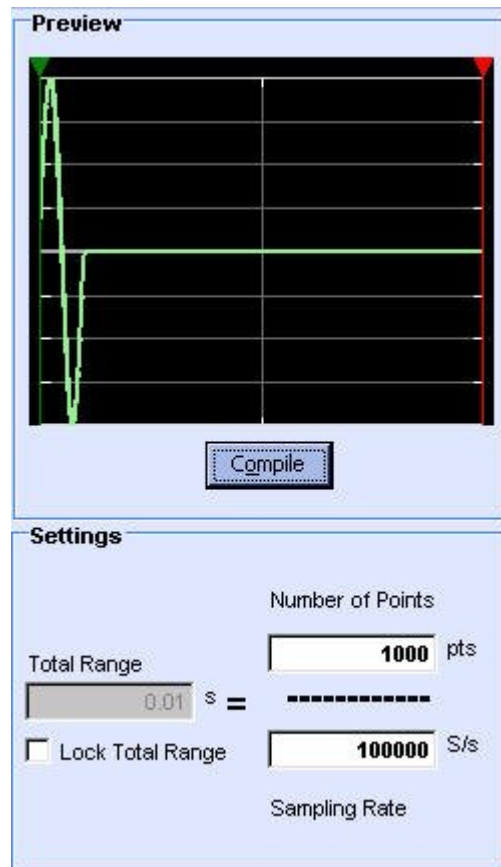 Preview
Compile
Settings
Number of Points
1000 pts
Total Range
0.01 s =
------------
Lock Total Range
100000 S/s
Sampling Rate